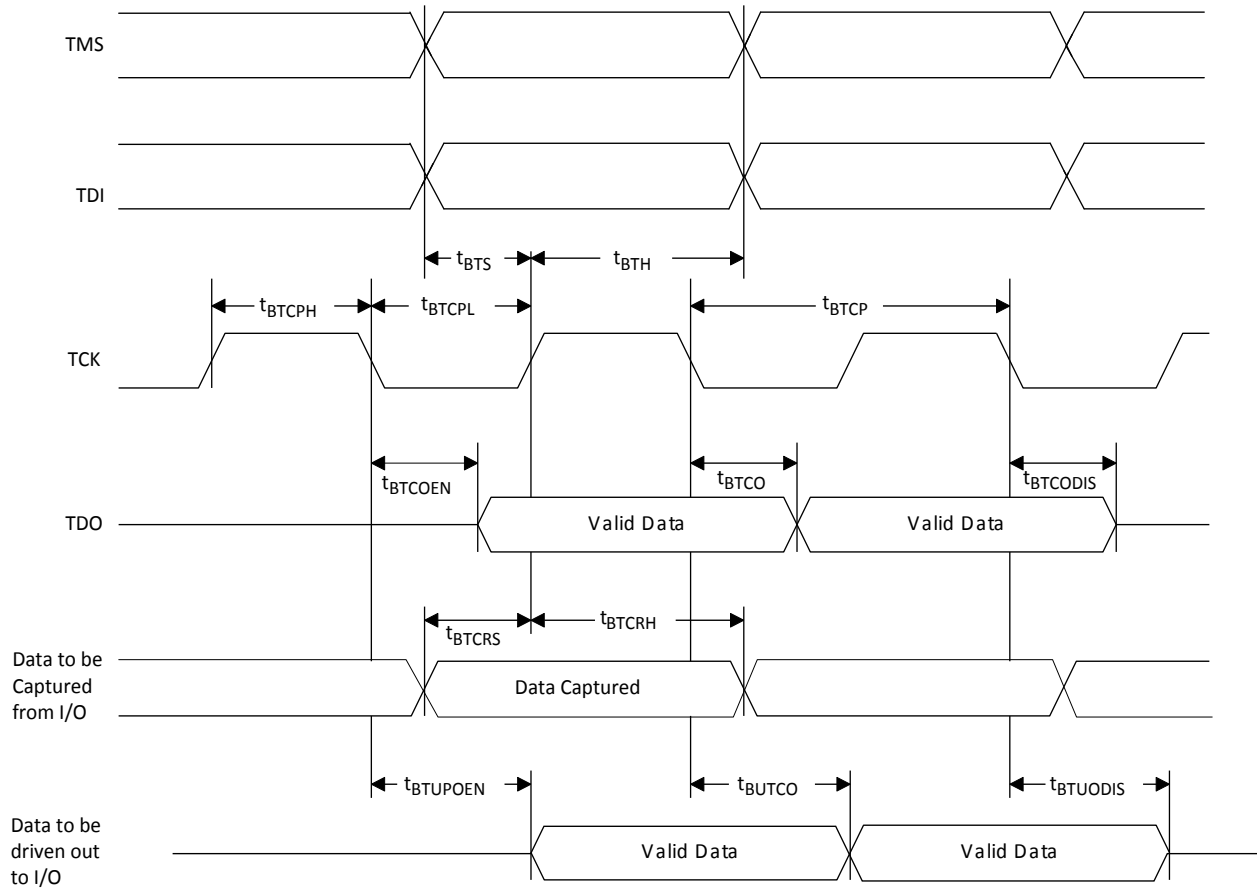 TMS
TDI
tBTS
tBTH
tBTCPH
tBTCPL
tBTCP
TCK
tBTCOEN
tBTCO
tBTCODIS
TDO
Valid Data
Valid Data
tBTCRS
tBTCRH
Data to be
Captured
from I/O
Data Captured
tBTUPOEN
tBUTCO
tBTUODIS
Data to be
driven out
to I/O
Valid Data
Valid Data